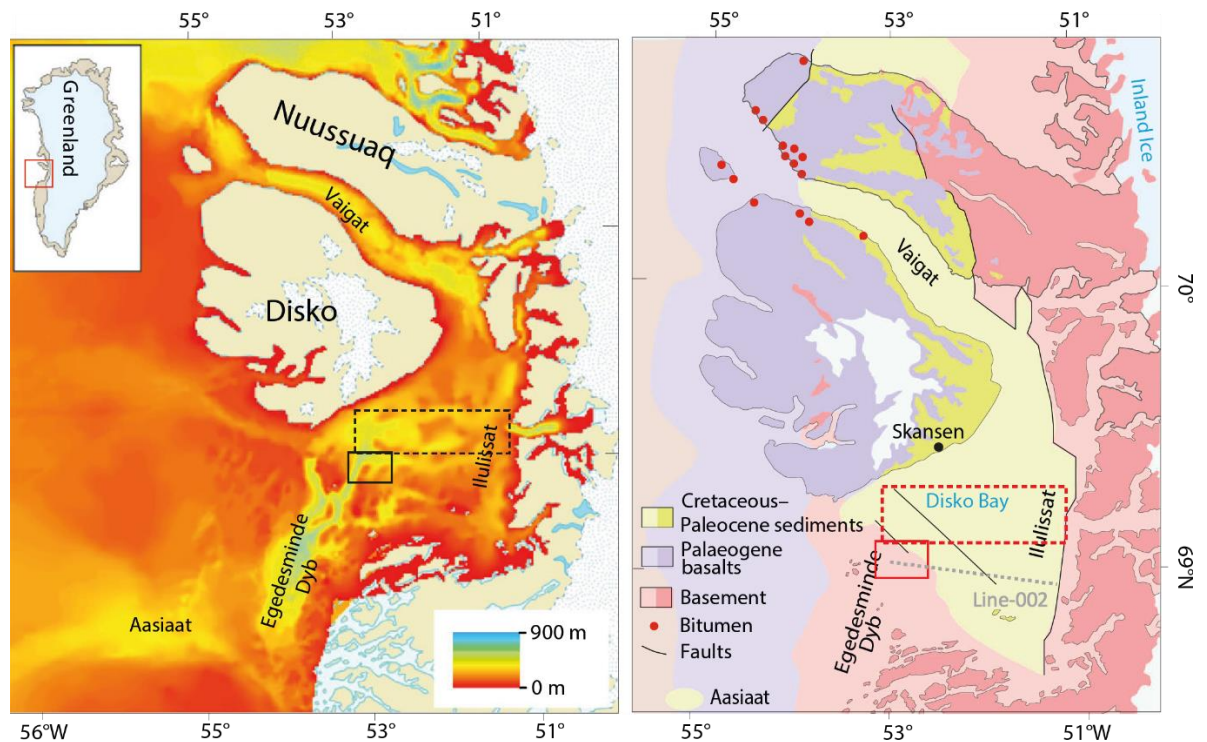 55°
53°
51°
Greenland
Nuussuaq
Vaigat
Disko
Ilulissat
Egedesminde
Dyb
Aasiaat
900 m
0 m
56°W
55°
53°
51°
55°
53°
51°
Inland Ice
Vaigat
70°
Skansen
Disko Bay
Ilulissat
69°N
Egedesminde
Dyb
Line-002
Cretaceous–
Paleocene sediments
Palaeogene
basalts
Basement
Bitumen
Faults
Aasiaat
55°
53°
51°W